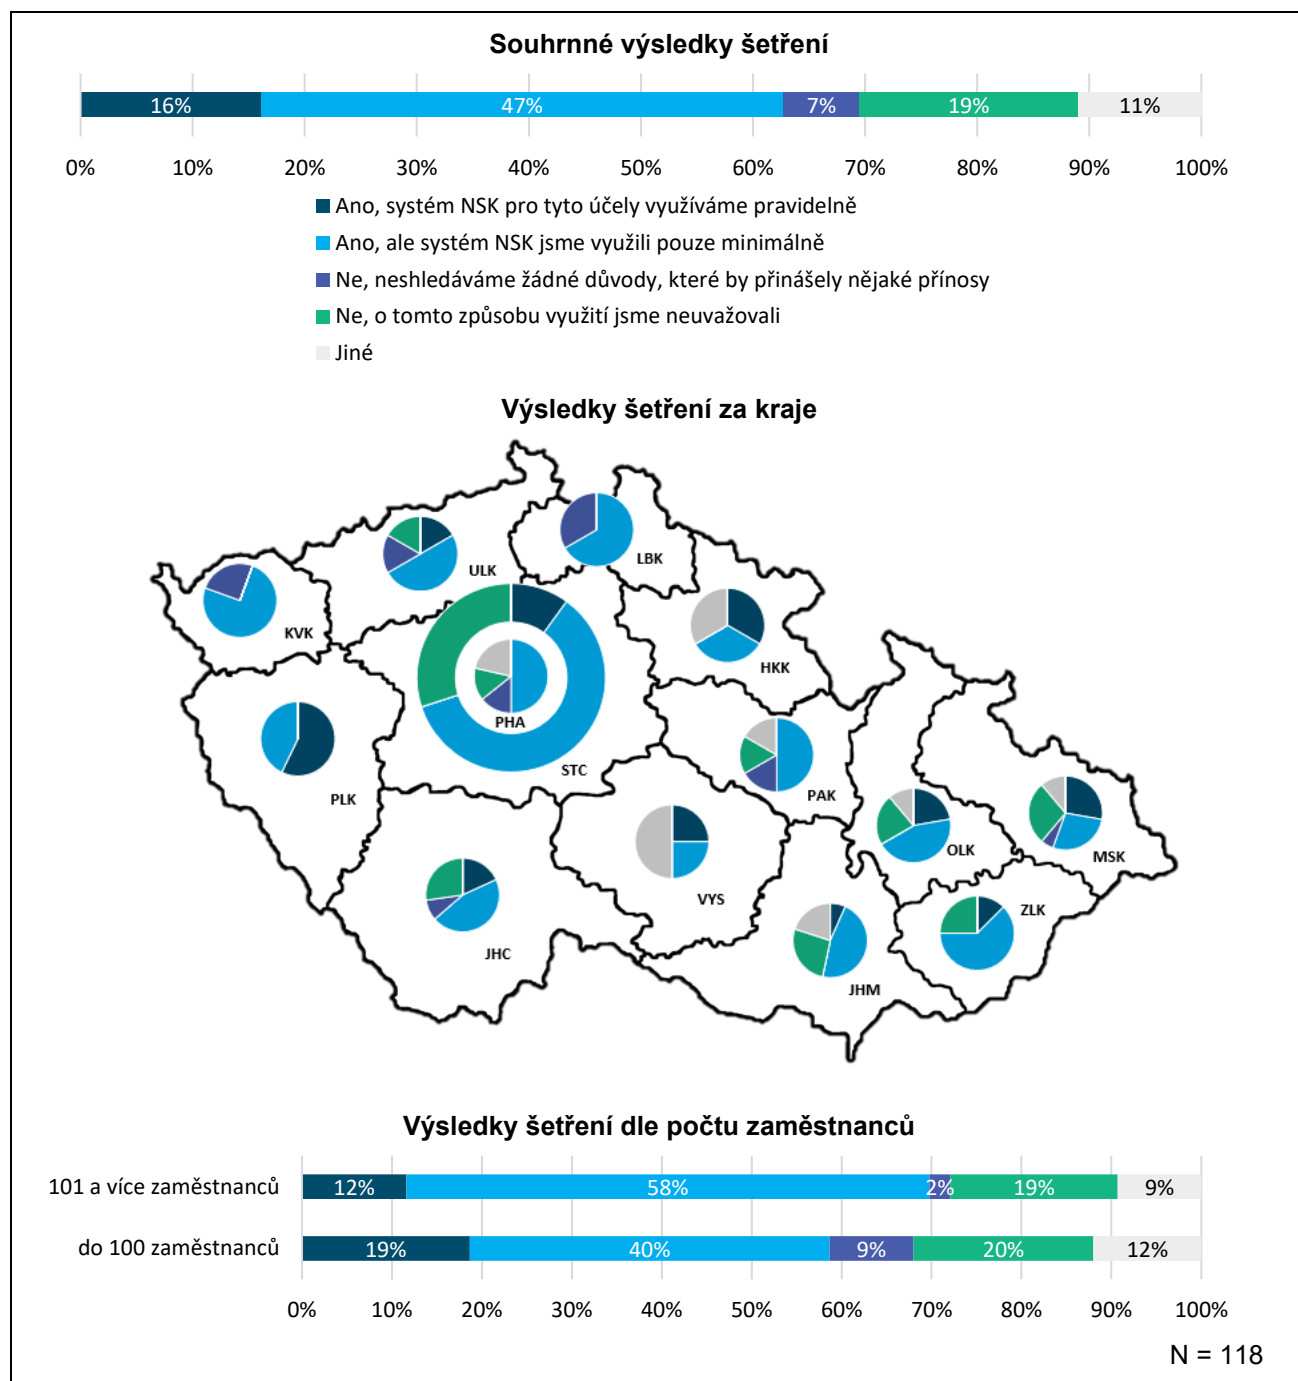 Souhrnné výsledky šetření
16% 47% 7% 19% 11%
0% 10% 20% 30% 40% 50% 60% 70% 80% 90% 100%
Ano, systém NSK pro tyto účely využíváme pravidelně
Ano, ale systém NSK jsme využili pouze minimálně
Ne, neshledáváme žádné důvody, které by přinášely nějaké přínosy
Ne, o tomto způsobu využití jsme neuvažovali
Jiné
Výsledky šetření za kraje
LBK
ULK
KVK
HKK
PHA
STC
PLK
PAK
OLK
MSK
VYS
ZLK
JHC
JHM
Výsledky šetření dle počtu zaměstnanců
101 a více zaměstnanců 12% 58% 2% 19% 9%
do 100 zaměstnanců 19% 40% 9% 20% 12%
0% 10% 20% 30% 40% 50% 60% 70% 80% 90% 100%
N = 118